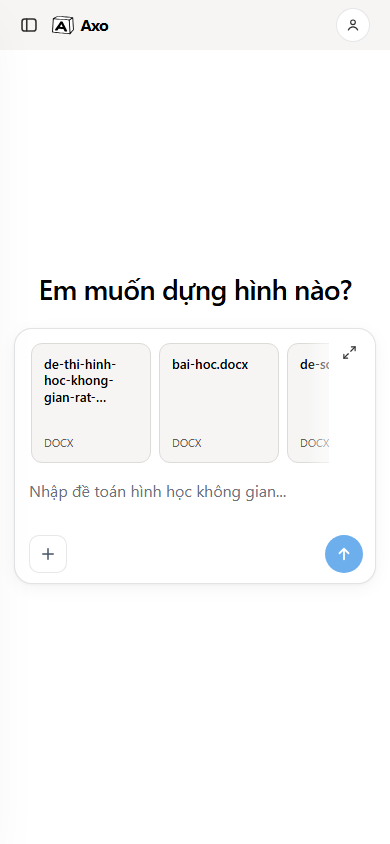 Axo
Em muốn dựng hình nào?
de-thi-hinh-
hoc-khong-
gian-rat-...
DOCX
bai-hoc.docx
DOCX
de-so
DOCX
Nhập đề toán hình học không gian...